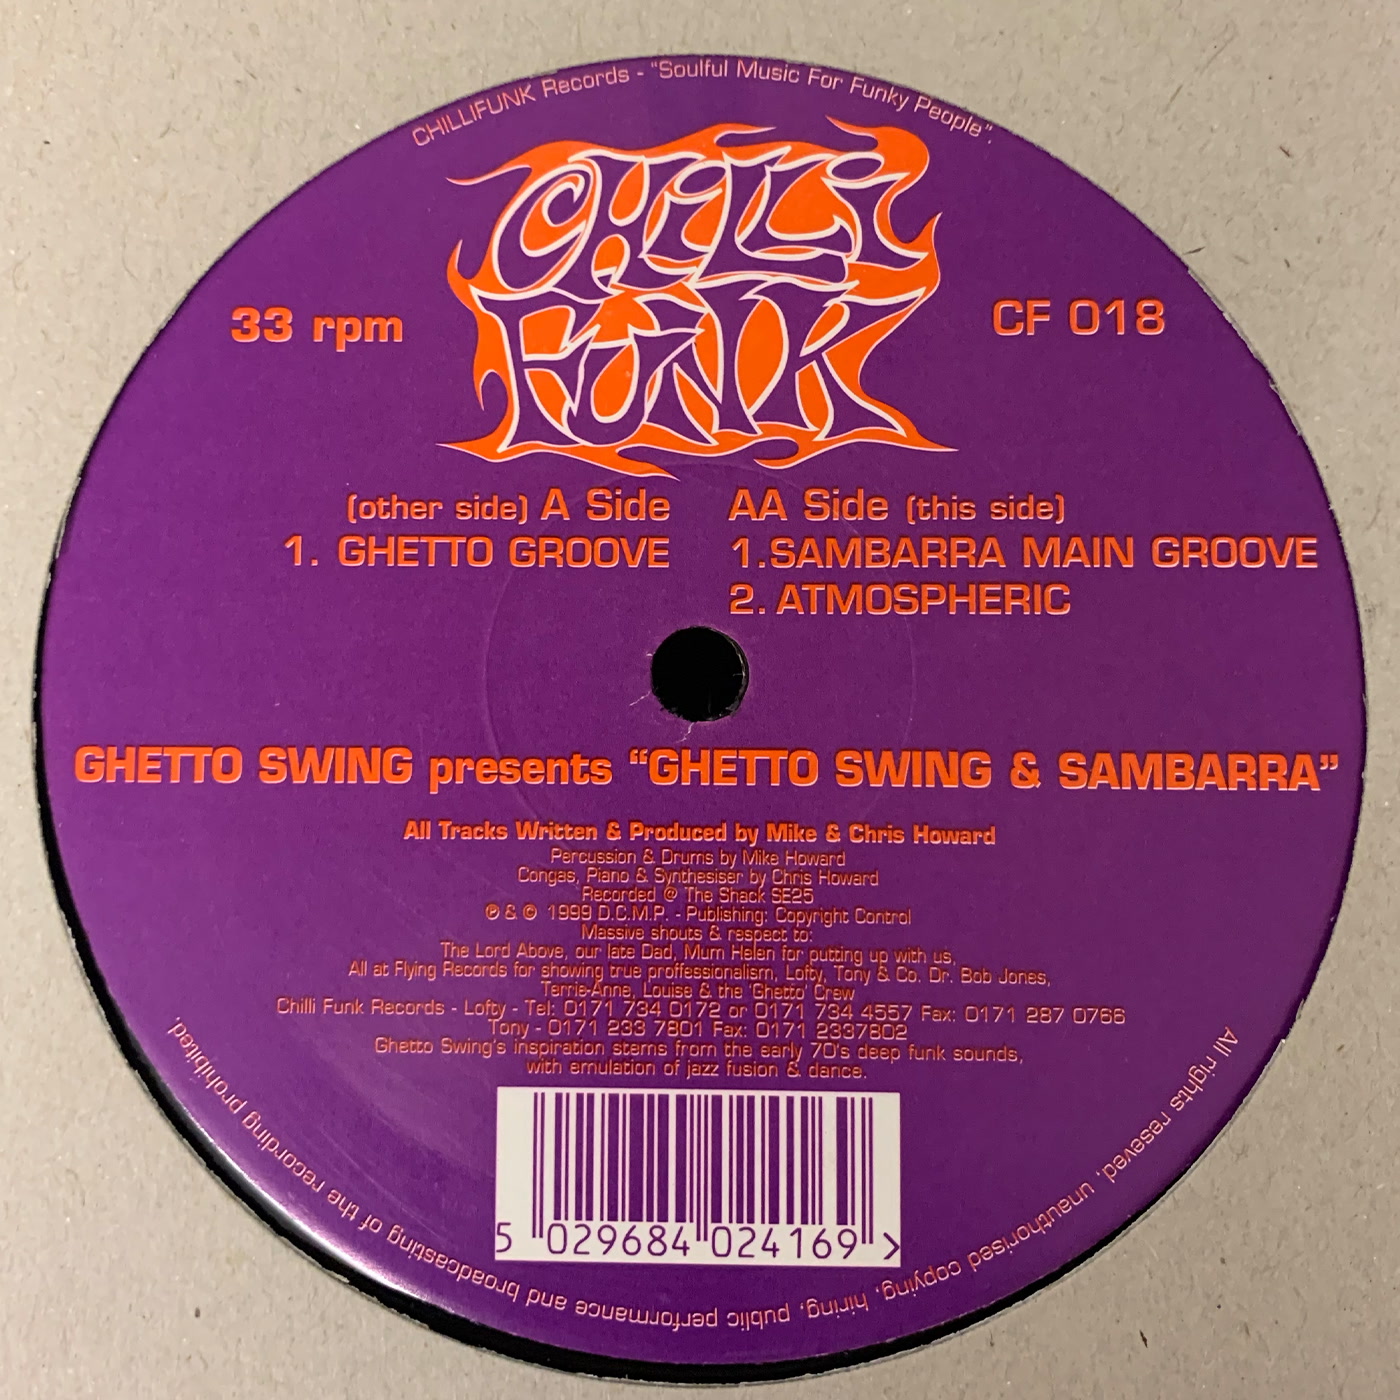 CHILLIFUNK Records - "Soulful Music For Funky People"
CHILLI
FUNK
33 rpm
CF 018
(other side) A Side
1. GHETTO GROOVE
AA Side (this side)
1.SAMBARRA MAIN GROOVE
2. ATMOSPHERIC
GHETTO SWING presents “GHETTO SWING & SAMBARRA”
All Tracks Written & Produced by Mike & Chris Howard
Percussion & Drums by Mike Howard
Congas, Piano & Synthesiser by Chris Howard
Recorded @ The Shack SE25
℗ & © 1999 D.C.M.P. - Publishing: Copyright Control
Massive shouts & respect to:
The Lord Above, our late Dad, Mum Helen for putting up with us,
All at Flying Records for showing true proffessionalism, Lofty, Tony & Co. Dr. Bob Jones,
Terrie-Anne, Louise & the 'Ghetto' Crew
Chilli Funk Records - Lofty - Tel: 0171 734 0172 or 0171 734 4557 Fax: 0171 287 0766
Tony - 0171 233 7801 Fax: 0171 2337802
Ghetto Swing's inspiration stems from the early 70's deep funk sounds,
with emulation of jazz fusion & dance.
5 029684 024169 >
All rights reseved, unauthorised copying, hiring, public performance and broadcasting of the recording prohibited.